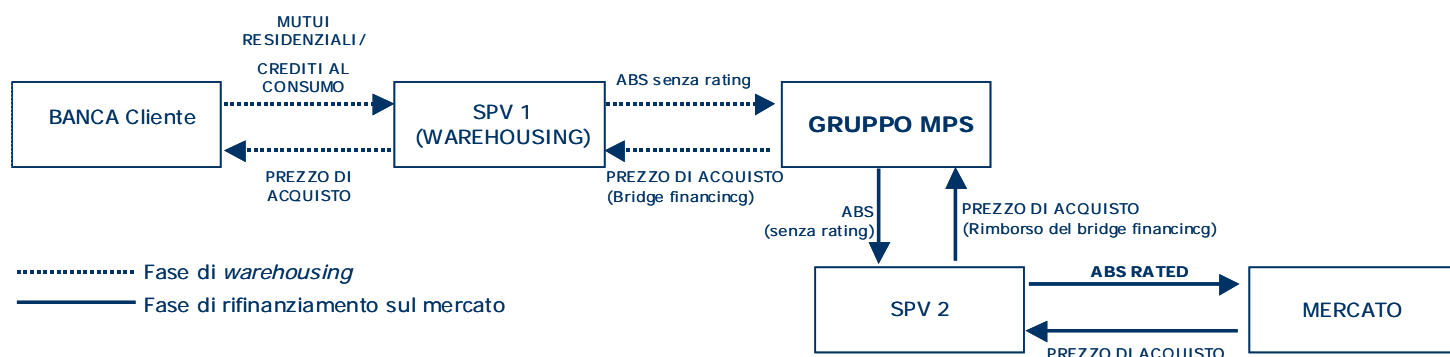 MUTUI
RESIDENZIALI/
CREDITI AL
CONSUMO
BANCA Cliente
PREZZO DI
ACQUISTO
SPV 1
(WAREHOUSING)
ABS senza rating
PREZZO DI ACQUISTO
(Bridge financincg)
GRUPPO MPS
ABS
(senza rating)
PREZZO DI ACQUISTO
(Rimborso del bridge financincg)
Fase di warehousing
Fase di rifinanziamento sul mercato
SPV 2
ABS RATED
PREZZO DI ACQUISTO
MERCATO